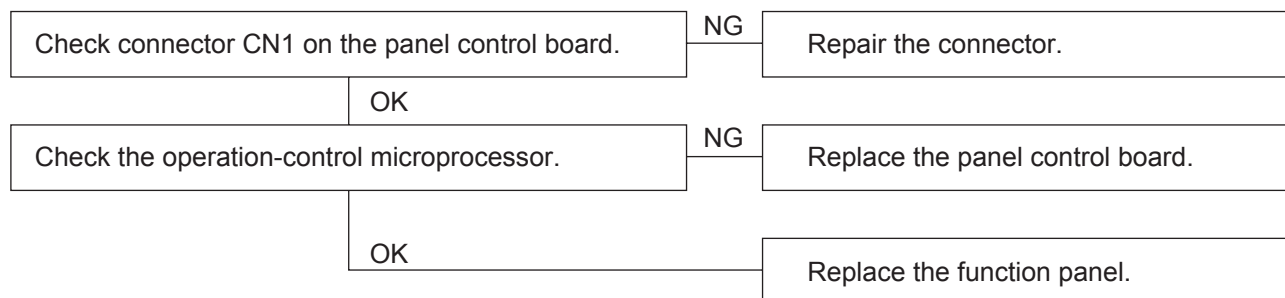 Check connector CN1 on the panel control board.
NG
Repair the connector.
OK
Check the operation-control microprocessor.
NG
Replace the panel control board.
OK
Replace the function panel.